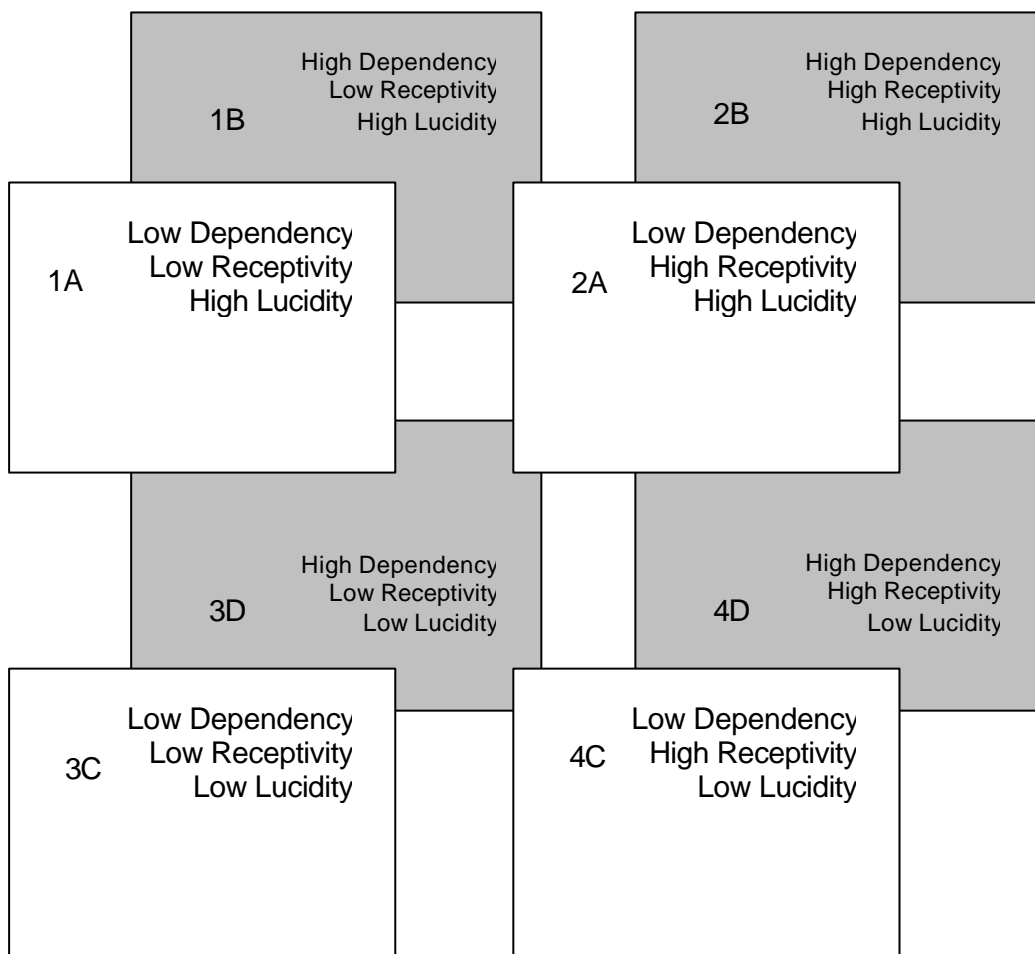 High Dependency
Low Receptivity
1B High Lucidity
High Dependency
High Receptivity
2B High Lucidity
Low Dependency
Low Receptivity
1A
High Lucidity
Low Dependency
High Receptivity
2A
High Lucidity
High Dependency
Low Receptivity
3D
Low Lucidity
High Dependency
High Receptivity
4D
Low Lucidity
Low Dependency
Low Receptivity
3C
Low Lucidity
Low Dependency
4C High Receptivity
Low Lucidity